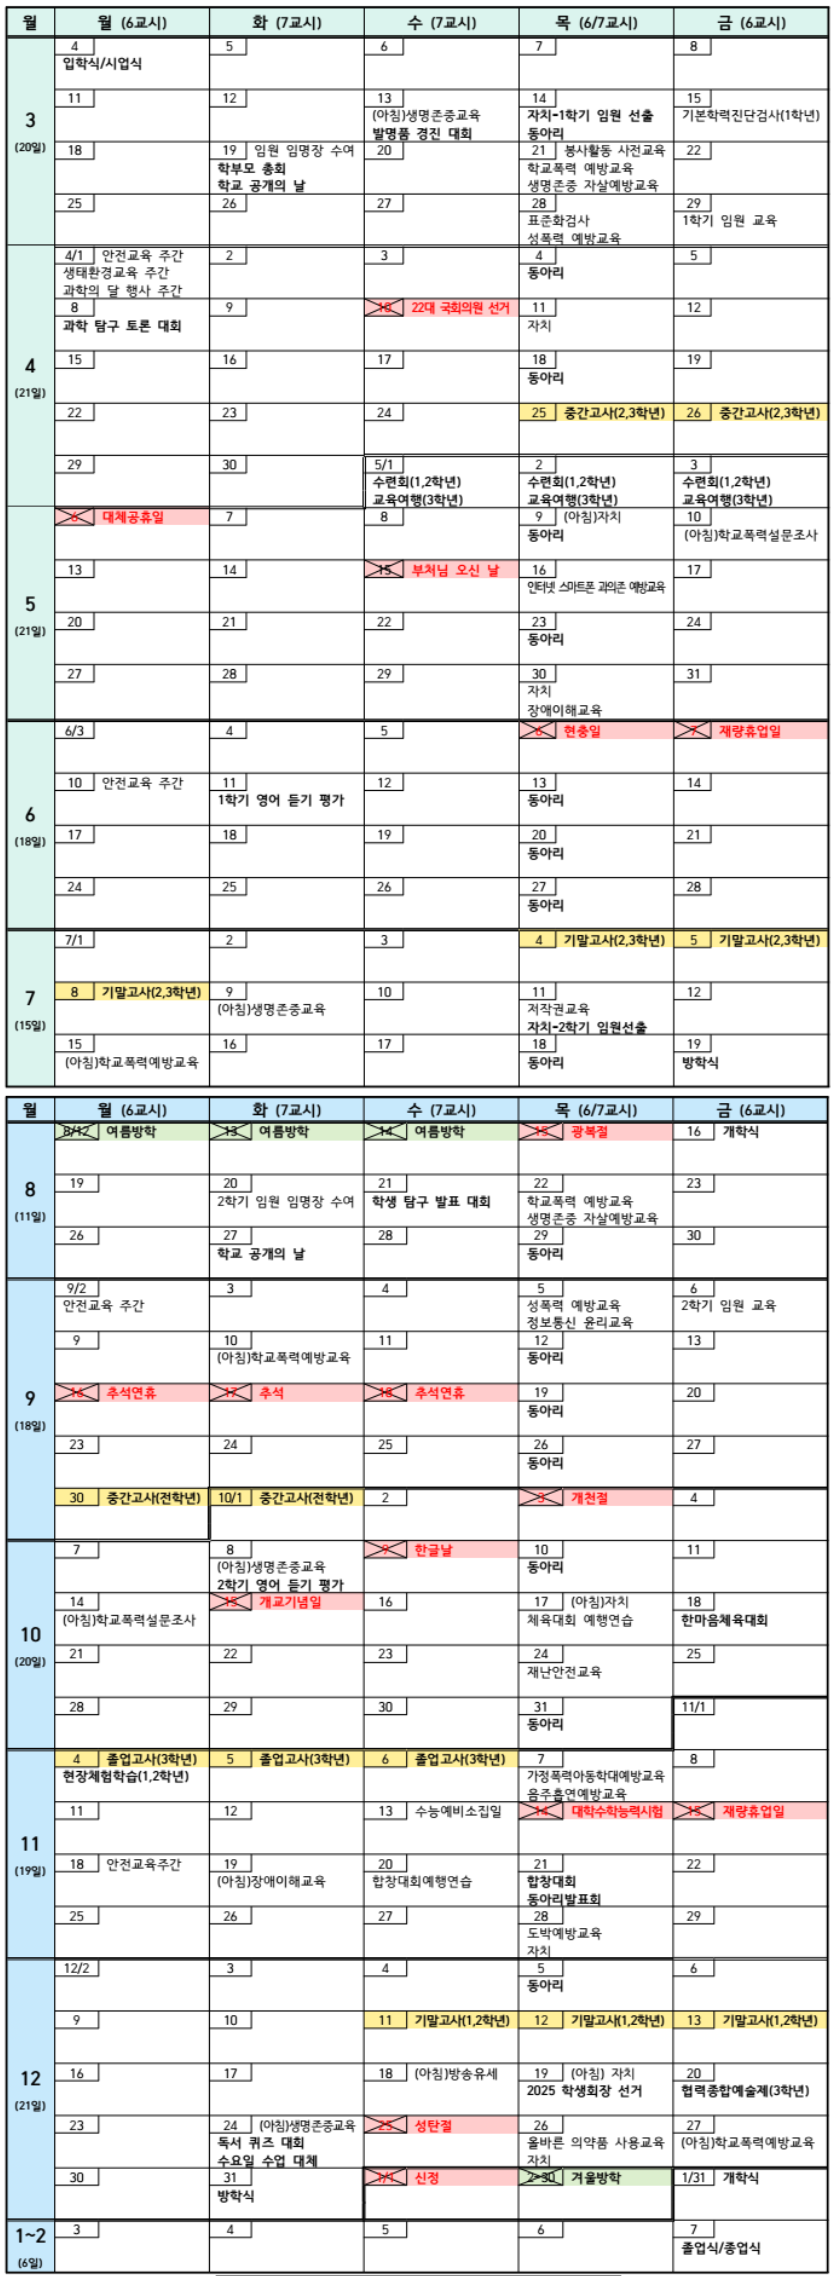 월 월 (6교시) 화 (7교시) 수 (7교시) 목 (6/7교시) 금 (6교시)
3
(20일)
4
입학식/시업식
5
6
7
8
11
12
13
(아침)생명존중교육
발명품 경진 대회
14
자치-1학기 임원 선출
동아리
15
기본학력진단검사(1학년)
18
19 임원 임명장 수여
학부모 총회
학교 공개의 날
20
21 봉사활동 사전교육
학교폭력 예방교육
생명존중 자살예방교육
22
25
26
27
28
표준화검사
성폭력 예방교육
29
1학기 임원 교육
4
(21일)
4/1 안전교육 주간
생태환경교육 주간
과학의 달 행사 주간
2
3
4
동아리
5
8
과학 탐구 토론 대회
9
10 22대 국회의원 선거
11
자치
12
15
16
17
18
동아리
19
22
23
24
25 중간고사(2,3학년)
26 중간고사(2,3학년)
29
30
5/1
수련회(1,2학년)
교육여행(3학년)
2
수련회(1,2학년)
교육여행(3학년)
3
수련회(1,2학년)
교육여행(3학년)
5
(21일)
6 대체공휴일
7
8
9 (아침)자치
동아리
10
(아침)학교폭력설문조사
13
14
15 부처님 오신 날
16
인터넷 스마트폰 과의존 예방교육
17
20
21
22
23
동아리
24
27
28
29
30
자치
장애이해교육
31
6
(18일)
6/3
4
5
6 현충일
7 재량휴업일
10 안전교육 주간
11
1학기 영어 듣기 평가
12
13
동아리
14
17
18
19
20
동아리
21
24
25
26
27
동아리
28
7
(15일)
7/1
2
3
4 기말고사(2,3학년)
5 기말고사(2,3학년)
8 기말고사(2,3학년)
9
(아침)생명존중교육
10
11
저작권교육
자치-2학기 임원선출
12
15
(아침)학교폭력예방교육
16
17
18
동아리
19
방학식
월 월 (6교시) 화 (7교시) 수 (7교시) 목 (6/7교시) 금 (6교시)
8
(11일)
8/12 여름방학
13 여름방학
14 여름방학
15 광복절
16 개학식
19
20
2학기 임원 임명장 수여
21
학생 탐구 발표 대회
22
학교폭력 예방교육
생명존중 자살예방교육
23
26
27
학교 공개의 날
28
29
동아리
30
9
(18일)
9/2
안전교육 주간
3
4
5
성폭력 예방교육
정보통신 윤리교육
6
2학기 임원 교육
9
10
(아침)학교폭력예방교육
11
12
동아리
13
16 추석연휴
17 추석
18 추석연휴
19
동아리
20
23
24
25
26
동아리
27
30 중간고사(전학년)
10/1 중간고사(전학년)
2
3 개천절
4
10
(20일)
7
8
(아침)생명존중교육
2학기 영어 듣기 평가
9 한글날
10
동아리
11
14
(아침)학교폭력설문조사
15 개교기념일
16
17 (아침)자치
체육대회 예행연습
18
한마음체육대회
21
22
23
24
재난안전교육
25
28
29
30
31
동아리
11/1
11
(19일)
4 졸업고사(3학년)
현장체험학습(1,2학년)
5 졸업고사(3학년)
6 졸업고사(3학년)
7
가정폭력아동학대예방교육
음주흡연예방교육
8
11
12
13 수능예비소집일
14 대학수학능력시험
15 재량휴업일
18 안전교육주간
19
(아침)장애이해교육
20
합창대회예행연습
21
합창대회
동아리발표회
22
25
26
27
28
도박예방교육
자치
29
12
(21일)
12/2
3
4
5
동아리
6
9
10
11 기말고사(1,2학년)
12 기말고사(1,2학년)
13 기말고사(1,2학년)
16
17
18 (아침)방송유세
19 (아침) 자치
2025 학생회장 선거
20
협력종합예술제(3학년)
23
24 (아침)생명존중교육
독서 퀴즈 대회
수요일 수업 대체
25 성탄절
26
올바른 의약품 사용교육
자치
27
(아침)학교폭력예방교육
30
31
방학식
1/1 신정
2~30 겨울방학
1/31 개학식
1~2
(6일)
3
4
5
6
7
졸업식/종업식